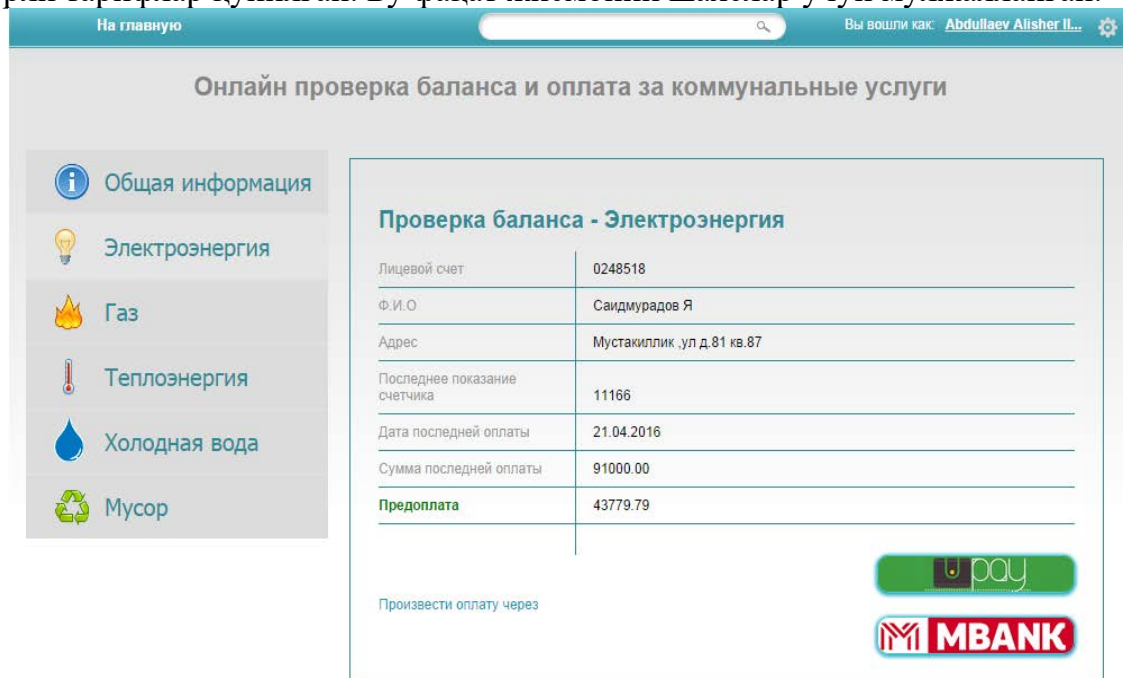 На главную
Вы вошли как: Abdullaev Alisher Il...
Онлайн проверка баланса и оплата за коммунальные услуги
Общая информация
Электроэнергия
Газ
Теплоэнергия
Холодная вода
Мусор
Проверка баланса - Электроэнергия
Лицевой счет 0248518
Ф.И.О Саидмурадов Я
Адрес Мустакиллик ,ул д.81 кв.87
Последнее показание
счетчика 11166
Дата последней оплаты 21.04.2016
Сумма последней оплаты 91000.00
Предоплата 43779.79
Произвести оплату через
U pay
MBANK